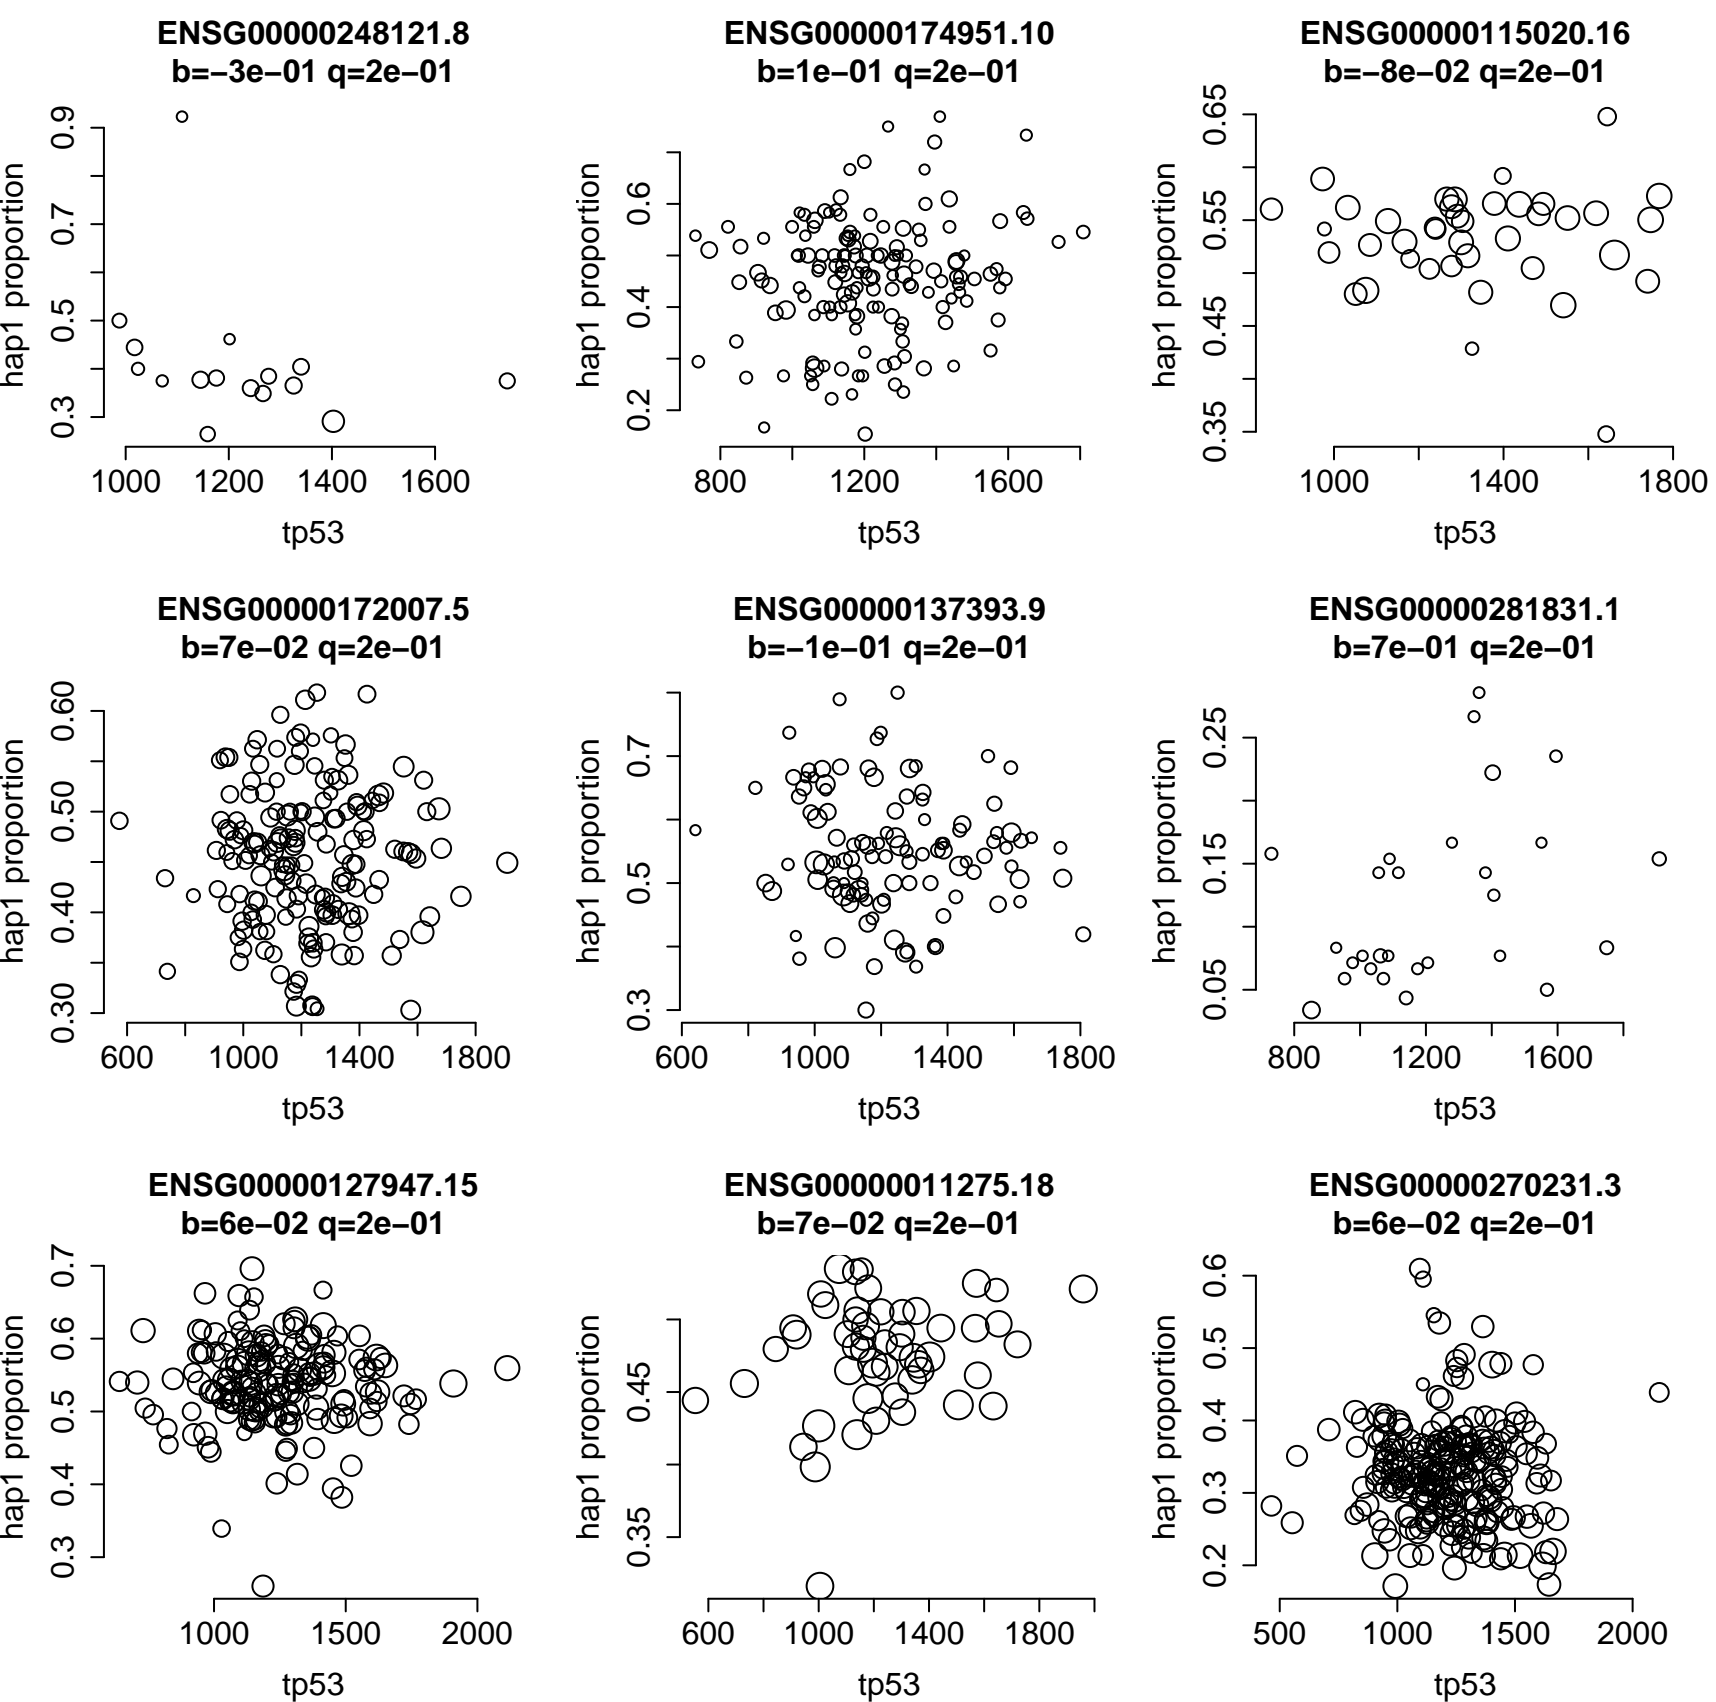 ENSG00000248121.8
b=−3e−01 q=2e−01
hap1 proportion
0.9
0.7
0.5
0.3
1000 1200 1400 1600
tp53
ENSG00000174951.10
b=1e−01 q=2e−01
hap1 proportion
0.6
0.4
0.2
800 1200 1600
tp53
ENSG00000115020.16
b=−8e−02 q=2e−01
hap1 proportion
0.65
0.55
0.45
0.35
1000 1400 1800
tp53
ENSG00000172007.5
b=7e−02 q=2e−01
hap1 proportion
0.60
0.50
0.40
0.30
600 1000 1400 1800
tp53
ENSG00000137393.9
b=−1e−01 q=2e−01
hap1 proportion
0.7
0.5
0.3
600 1000 1400 1800
tp53
ENSG00000281831.1
b=7e−01 q=2e−01
hap1 proportion
0.25
0.15
0.05
800 1200 1600
tp53
ENSG00000127947.15
b=6e−02 q=2e−01
hap1 proportion
0.7
0.6
0.5
0.4
0.3
1000 1500 2000
tp53
ENSG00000011275.18
b=7e−02 q=2e−01
hap1 proportion
0.45
0.35
600 1000 1400 1800
tp53
ENSG00000270231.3
b=6e−02 q=2e−01
hap1 proportion
0.6
0.5
0.4
0.3
0.2
500 1000 1500 2000
tp53